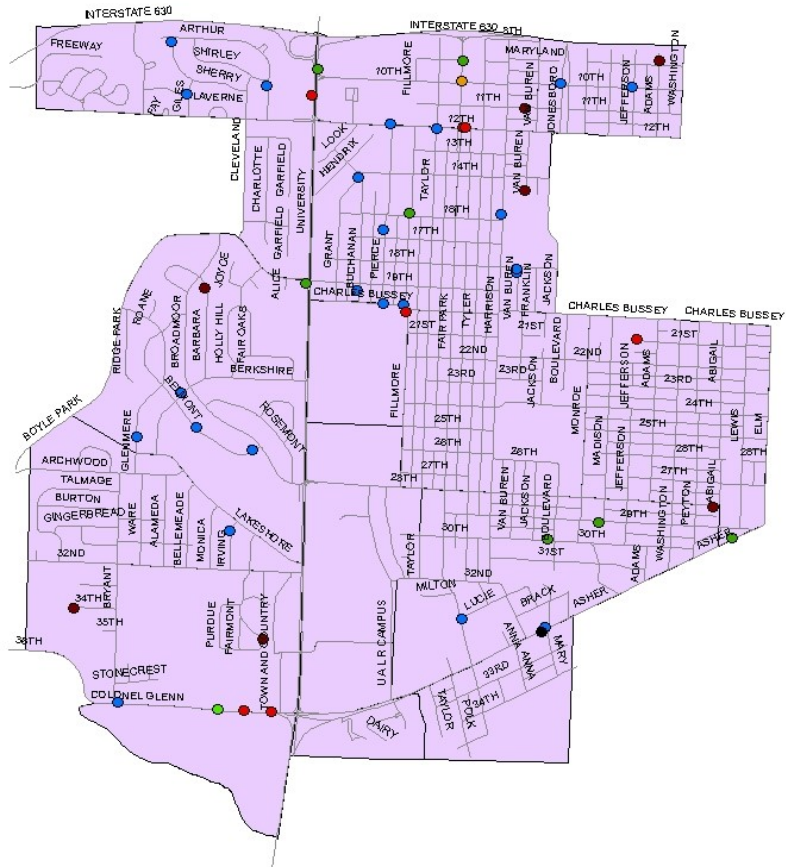 INTERSTATE 630
INTERSTATE 630 8TH
ARTHUR
FREEWAY
SHIRLEY
SHERRY
LAVERNE
GILES
FAY
MARYLAND
FILLMORE
10TH
10TH
11TH
11TH
12TH
12TH
13TH
14TH
VAN BUREN
JONESBORO
JEFFERSON
ADAMS
WASHINGTON
LOOK
HENDRIX
CLEVELAND
CHARLOTTE
GARFIELD
GARFIELD
UNIVERSITY
TAYLOR
VAN BUREN
17TH
18TH
19TH
GRANT
BUCHANAN
PIERCE
ALICE
JOYCE
CHARLES BUSSEY
CHARLES BUSSEY
CHARLES BUSSEY
FAIR PARK
TYLER
HARRISON
VAN BUREN
FRANKLIN
JACKSON
ROANE
RIDGE PARK
BROADMOOR
BARBARA
HOLLY HILL
FAIR OAKS
BERKSHIRE
21ST
21ST
21ST
22ND
22ND
23RD
23RD
23RD
24TH
25TH
25TH
JACKSON
BOULEVARD
MONROE
JEFFERSON
ADAMS
ABIGAIL
FILLMORE
BELMONT
ROSEMONT
BOYLE PARK
GLENMERE
ARCHWOOD
TALMAGE
BURTON
GINGERBREAD
WARE
ALAMEDA
BELLEMEADE
MONICA
IRVING
LAKESHORE
27TH
27TH
MADISON
JEFFERSON
LEWIS
ELM
VAN BUREN
JACKSON
BOULEVARD
29TH
30TH
30TH
31ST
WASHINGTON
PEYTON
ABIGAIL
ADAMS
ASHER
32ND
32ND
TAYLOR
MILTON
LUCIE
BRACK
ASHER
34TH
BRYANT
35TH
36TH
PURDUE
FAIRMONT
TOWN AND COUNTRY
UALR CAMPUS
ANNA
ANNA
MARY
33RD
34TH
STONECREST
COLONEL GLENN
DAIRY
TAYLOR
POLK